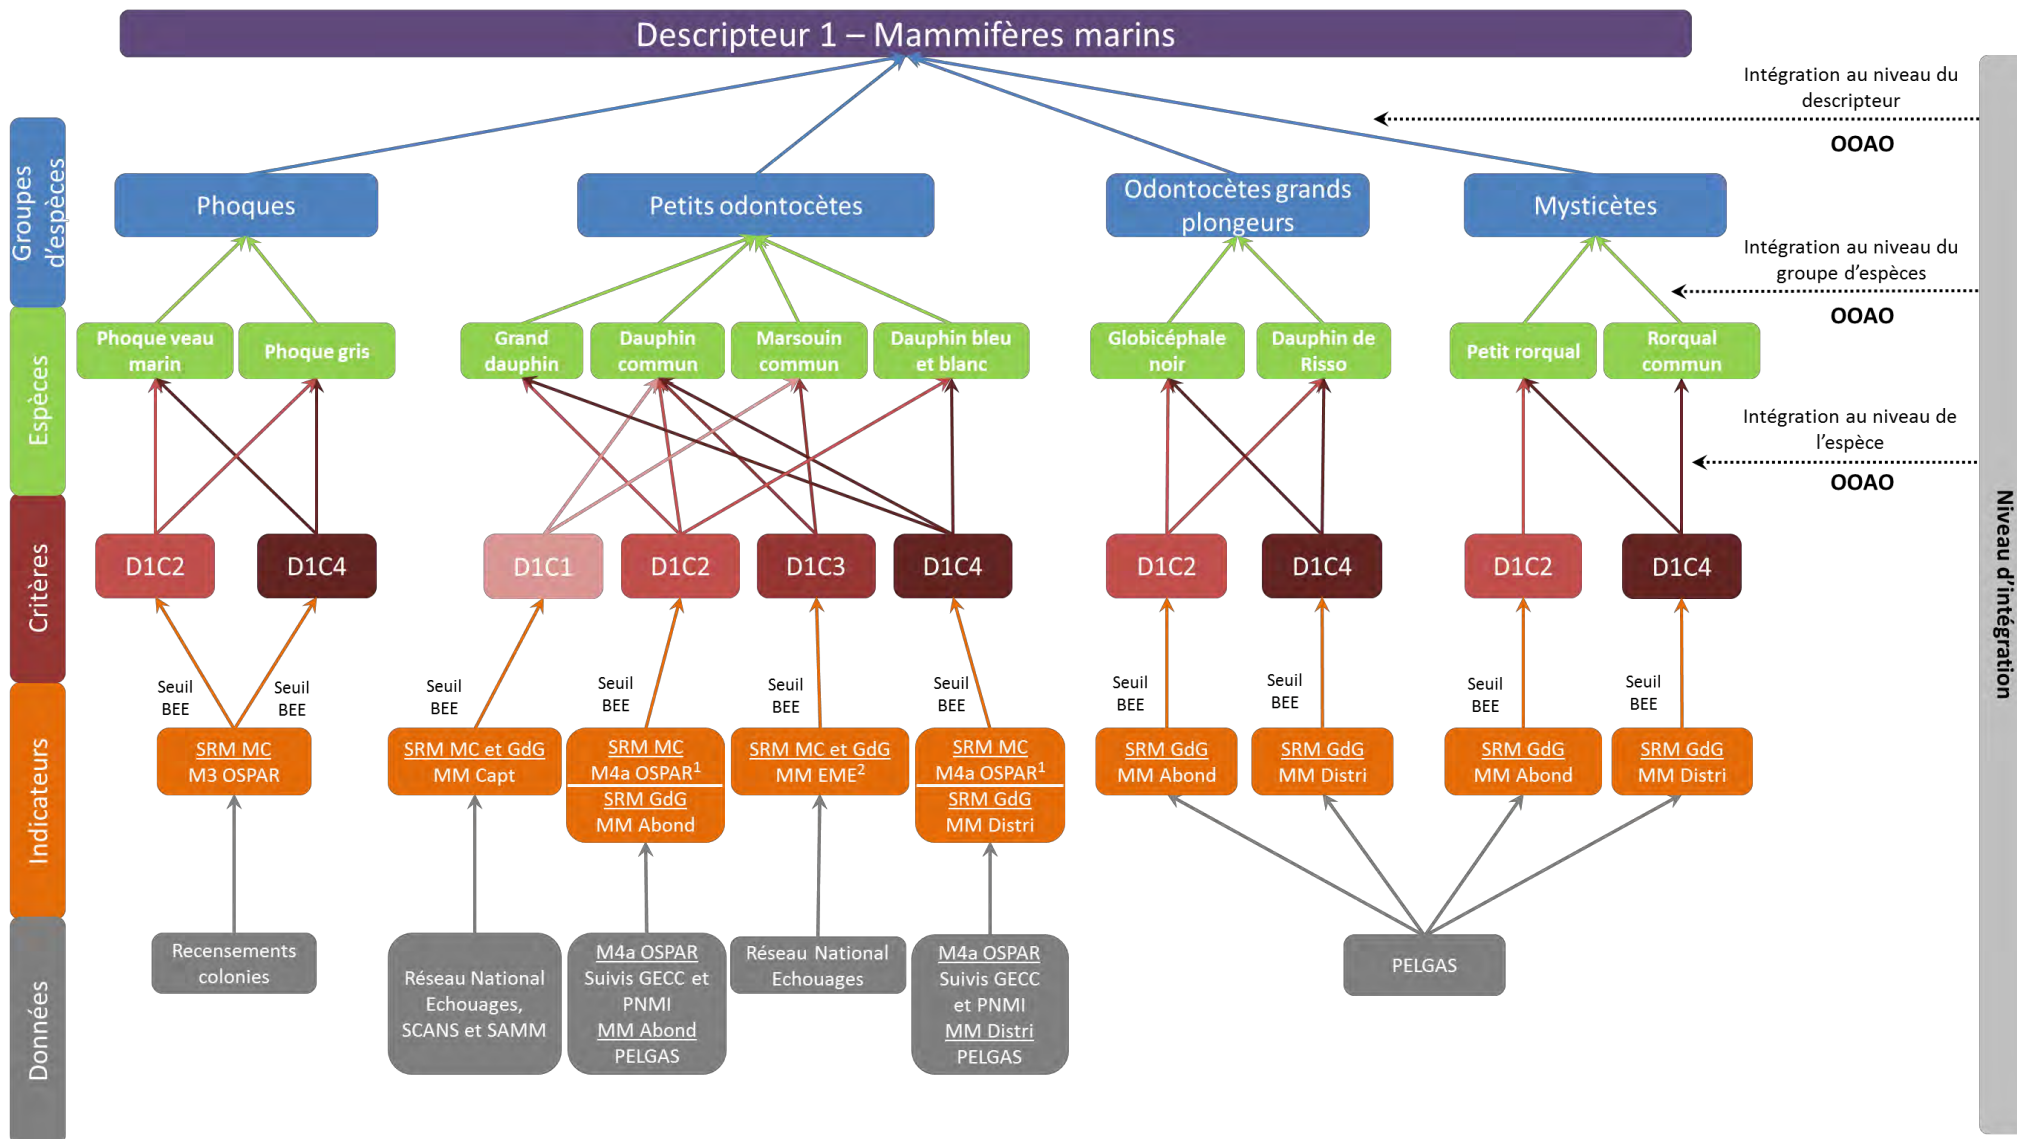 Descripteur 1 – Mammifères marins
Intégration au niveau du
descripteur
OOAO
Groupes
d'espèces
Phoques
Petits odontocètes
Odontocètes grands
plongeurs
Mysticètes
Intégration au niveau du
groupe d'espèces
OOAO
Espèces
Phoque veau
marin
Phoque gris
Grand
dauphin
Dauphin
commun
Marsouin
commun
Dauphin bleu
et blanc
Globicéphale
noir
Dauphin de
Risso
Petit rorqual
Rorqual
commun
Intégration au niveau de
l'espèce
OOAO
Niveau d'intégration
Critères
D1C2
D1C4
D1C1
D1C2
D1C3
D1C4
D1C2
D1C4
D1C2
D1C4
Seuil
BEE
Seuil
BEE
Seuil
BEE
Seuil
BEE
Seuil
BEE
Seuil
BEE
Seuil
BEE
Seuil
BEE
Seuil
BEE
Seuil
BEE
Indicateurs
SRM MC
M3 OSPAR
SRM MC et GdG
MM Capt
SRM MC
M4a OSPAR¹
SRM GdG
MM Abond
SRM MC et GdG
MM EME²
SRM MC
M4a OSPAR¹
SRM GdG
MM Distri
SRM GdG
MM Abond
SRM GdG
MM Distri
SRM GdG
MM Abond
SRM GdG
MM Distri
Données
Recensements
colonies
Réseau National
Echouages,
SCANS et SAMM
M4a OSPAR
Suivis GECC et
PNMI
MM Abond
PELGAS
Réseau National
Echouages
M4a OSPAR
Suivis GECC
et PNMI
MM Distri
PELGAS
PELGAS